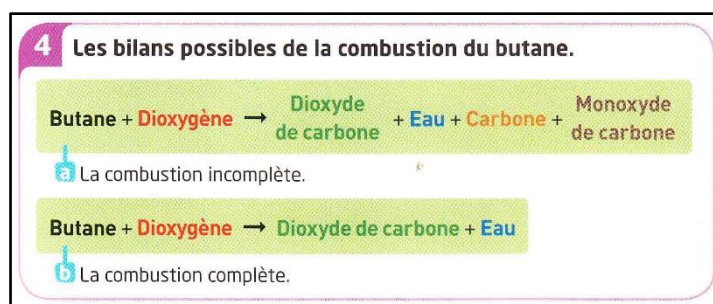 4 Les bilans possibles de la combustion du butane.
Butane + Dioxygène → Dioxyde de carbone + Eau + Carbone + Monoxyde de carbone
a La combustion incomplète.
Butane + Dioxygène → Dioxyde de carbone + Eau
b La combustion complète.